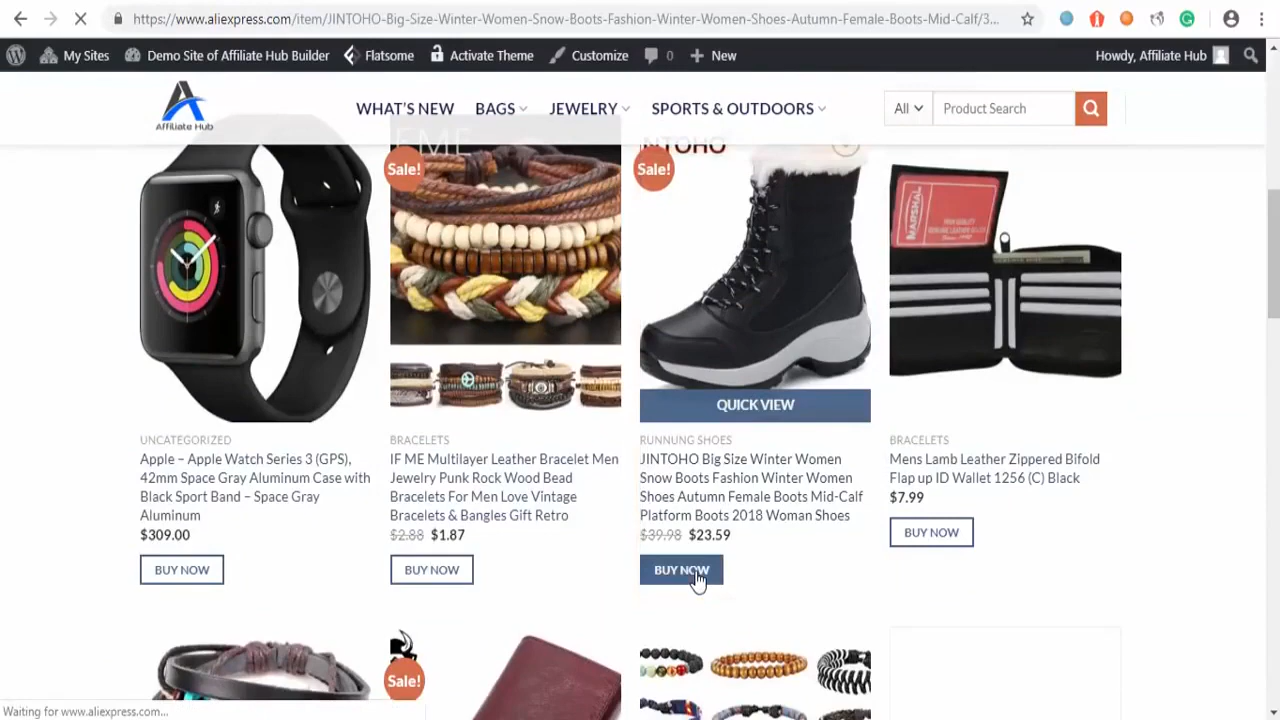 https://www.aliexpress.com/item/JINTOHO-Big-Size-Winter-Women-Snow-Boots-Fashion-Winter-Women-Shoes-Autumn-Female-Boots-Mid-Calf/3...
My Sites Demo Site of Affiliate Hub Builder Flatsome Activate Theme Customize 0 New Howdy, Affiliate Hub
Affiliate Hub
WHAT'S NEW BAGS JEWELRY SPORTS & OUTDOORS All Product Search
Sale!
Sale!
MARSHAL
QUICK VIEW
UNCATEGORIZED
Apple – Apple Watch Series 3 (GPS),
42mm Space Gray Aluminum Case with
Black Sport Band – Space Gray
Aluminum
$309.00
BUY NOW
BRACELETS
IF ME Multilayer Leather Bracelet Men
Jewelry Punk Rock Wood Bead
Bracelets For Men Love Vintage
Bracelets & Bangles Gift Retro
$2.88 $1.87
BUY NOW
RUNNUNG SHOES
JINTOHO Big Size Winter Women
Snow Boots Fashion Winter Women
Shoes Autumn Female Boots Mid-Calf
Platform Boots 2018 Woman Shoes
$39.98 $23.59
BUY NOW
BRACELETS
Mens Lamb Leather Zippered Bifold
Flap up ID Wallet 1256 (C) Black
$7.99
BUY NOW
Sale!
Waiting for www.aliexpress.com...